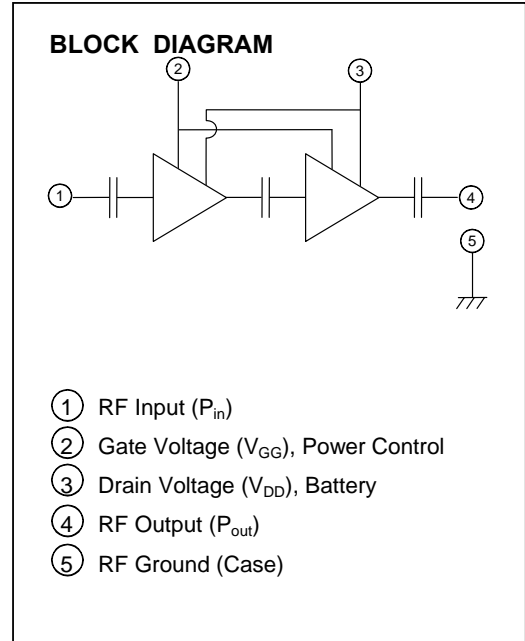 BLOCK DIAGRAM
2
3
1
4
5
1 RF Input (Pin)
2 Gate Voltage (VGG), Power Control
3 Drain Voltage (VDD), Battery
4 RF Output (Pout)
5 RF Ground (Case)